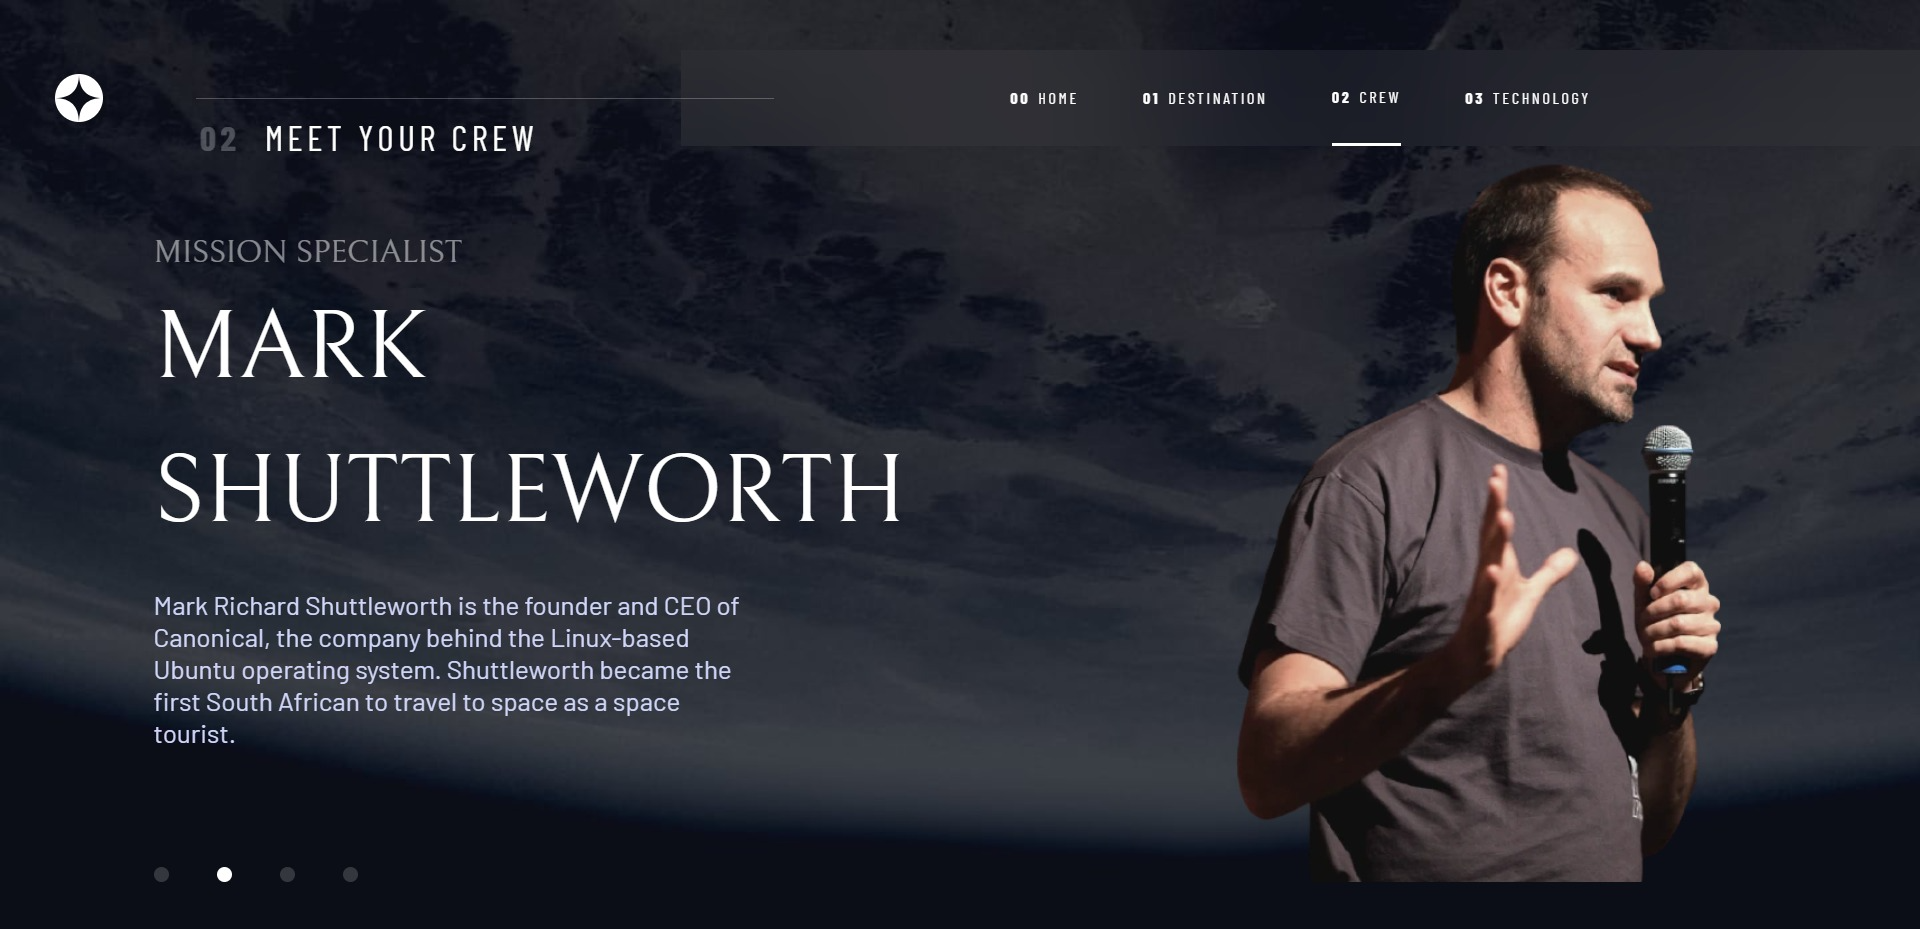 00 HOME
01 DESTINATION
02 CREW
03 TECHNOLOGY
02 MEET YOUR CREW
MISSION SPECIALIST
MARK
SHUTTLEWORTH
Mark Richard Shuttleworth is the founder and CEO of
Canonical, the company behind the Linux-based
Ubuntu operating system. Shuttleworth became the
first South African to travel to space as a space
tourist.